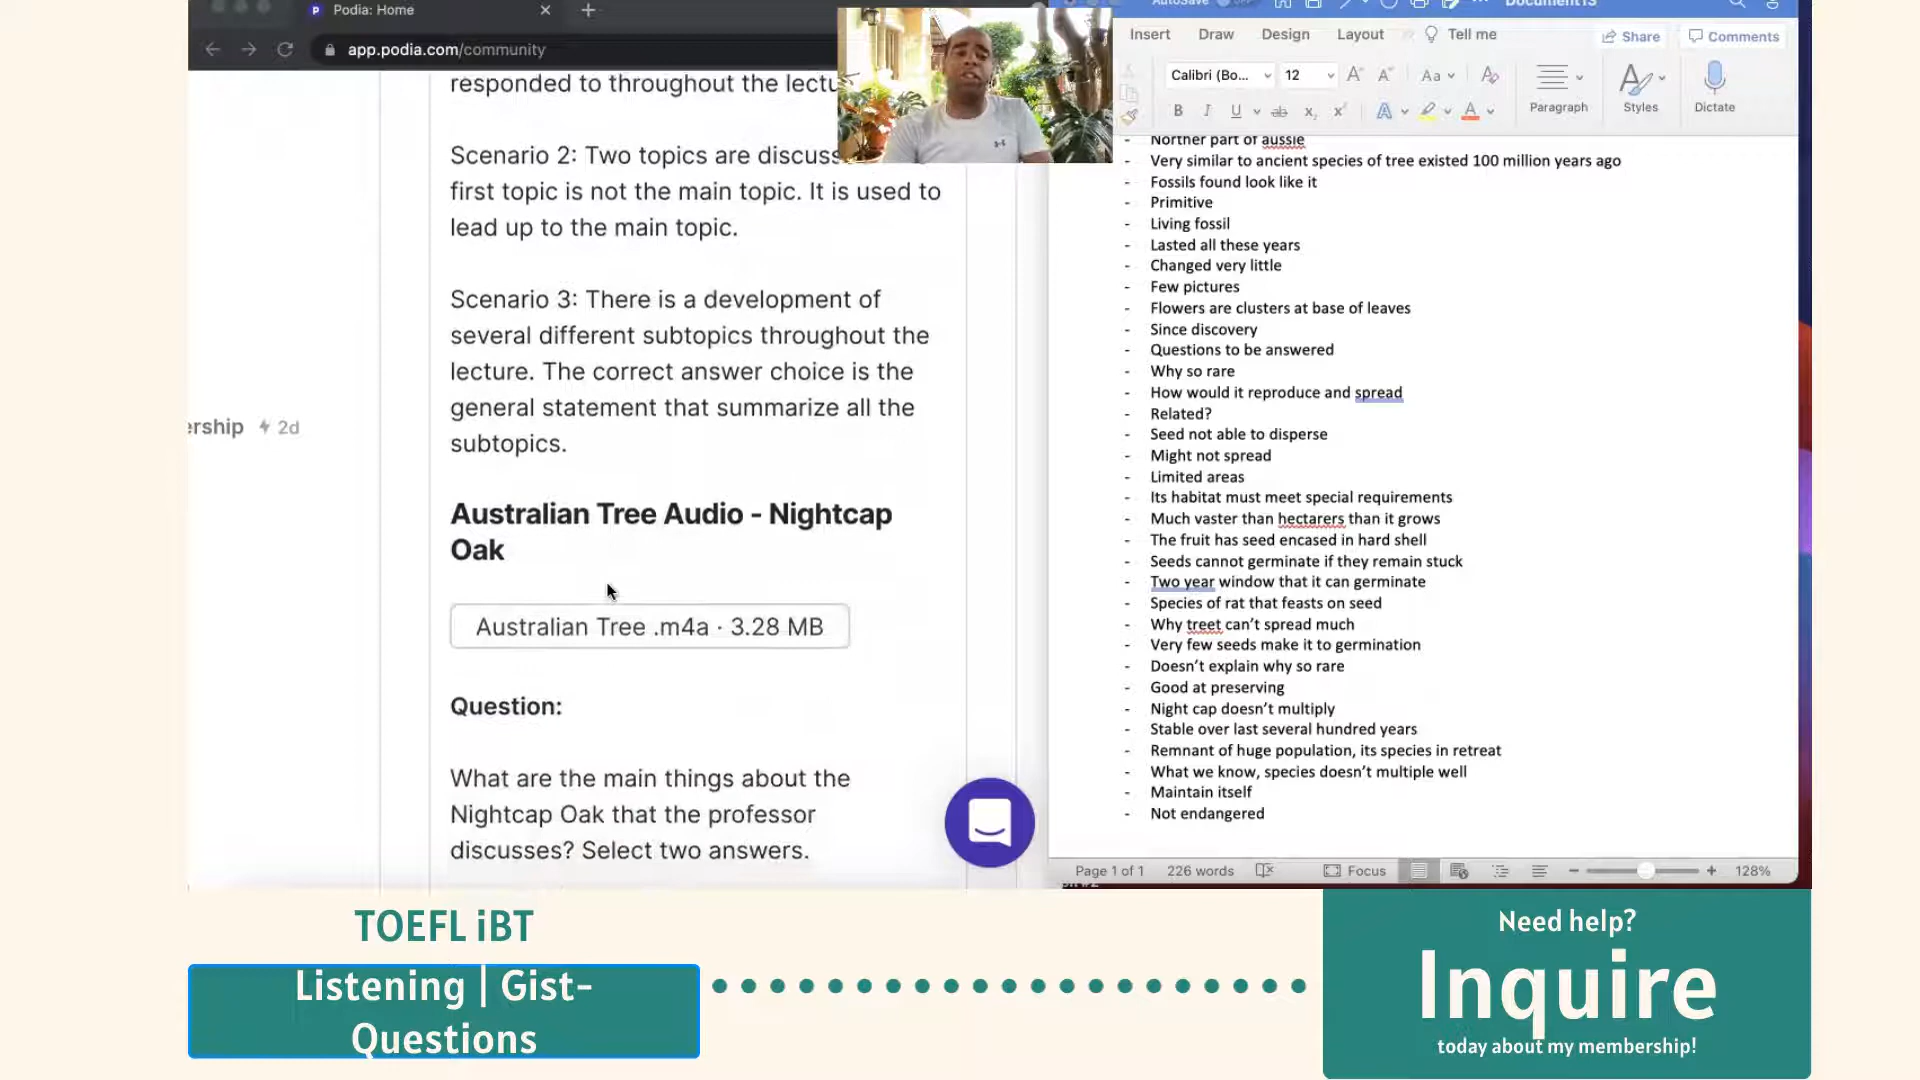 Podia: Home
app.podia.com/community
responded to throughout the
Scenario 2: Two topics are
first topic is not the main topic. It is used to
lead up to the main topic.
Scenario 3: There is a development of
several different subtopics throughout the
lecture. The correct answer choice is the
general statement that summarize all the
subtopics.
2d
Australian Tree Audio - Nightcap
Oak
Australian Tree .m4a · 3.28 MB
Question:
What are the main things about the
Nightcap Oak that the professor
discusses? Select two answers.
AutoSave
Insert Draw Design Layout Tell me Share Comments
Calibri (Bo... 12
Aa
B I U ab x x A A
Paragraph Styles Dictate
- Norther part of aussie
- Very similar to ancient species of tree existed 100 million years ago
- Fossils found look like it
- Primitive
- Living fossil
- Lasted all these years
- Changed very little
- Few pictures
- Flowers are clusters at base of leaves
- Since discovery
- Questions to be answered
- Why so rare
- How would it reproduce and spread
- Related?
- Seed not able to disperse
- Might not spread
- Limited areas
- Its habitat must meet special requirements
- Much vaster than hectarers than it grows
- The fruit has seed encased in hard shell
- Seeds cannot germinate if they remain stuck
- Two year window that it can germinate
- Species of rat that feasts on seed
- Why treet can't spread much
- Very few seeds make it to germination
- Doesn't explain why so rare
- Good at preserving
- Night cap doesn't multiply
- Stable over last several hundred years
- Remnant of huge population, its species in retreat
- What we know, species doesn't multiple well
- Maintain itself
- Not endangered
Page 1 of 1 226 words Focus 128%
TOEFL iBT
Listening | Gist-
Questions
Need help?
Inquire
today about my membership!